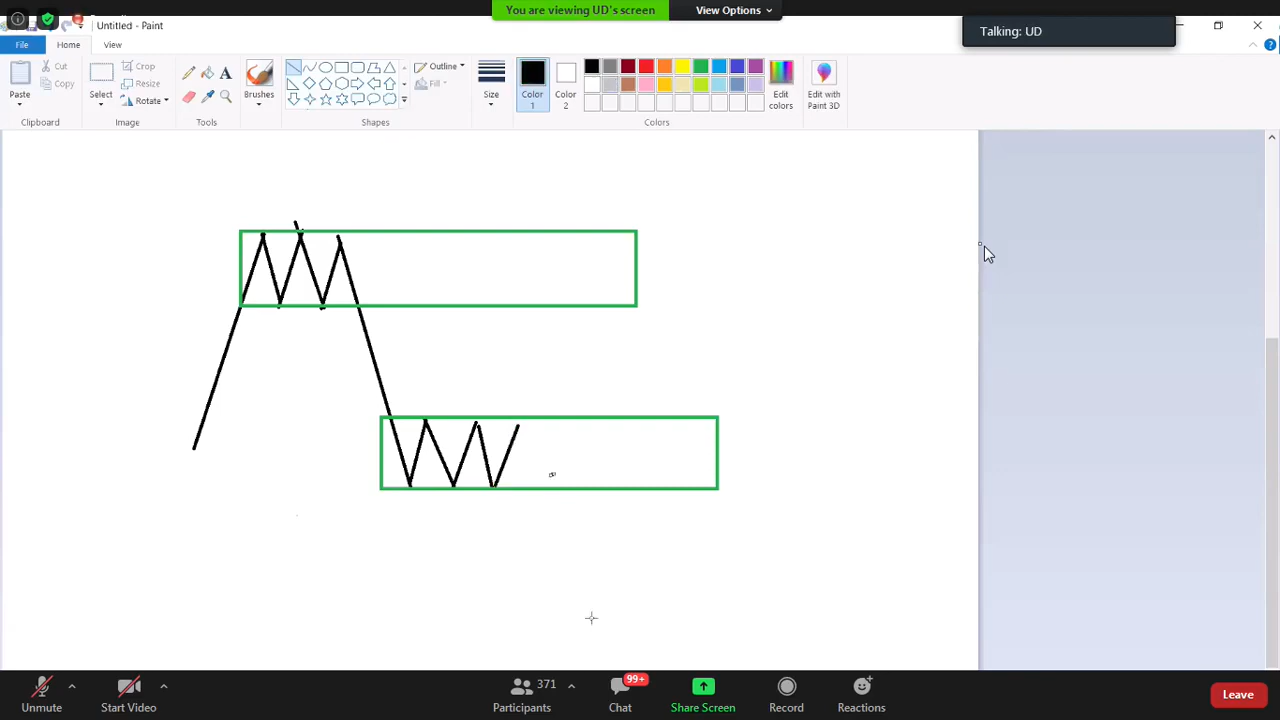 You are viewing UD's screen
View Options
Untitled - Paint
Talking: UD
File
Home
View
Paste
Cut
Copy
Clipboard
Select
Crop
Resize
Rotate
Image
A
Tools
Brushes
Outline
Fill
Shapes
Size
Color
1
Color
2
Edit
colors
Colors
Edit with
Paint 3D
Unmute
Start Video
371
Participants
99+
Chat
Share Screen
Record
Reactions
Leave